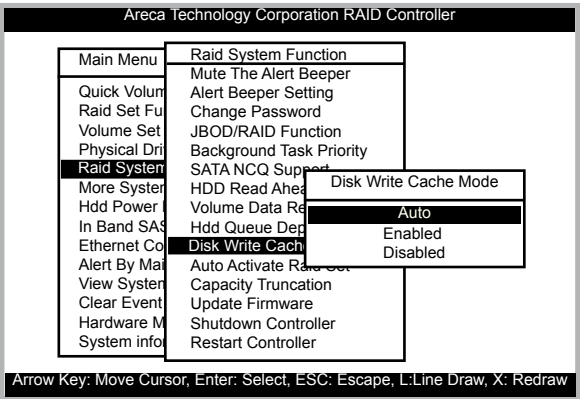 Areca Technology Corporation RAID Controller
Main Menu
Quick Volum
Raid Set Fu
Volume Set
Physical Dri
Raid System
More System
Hdd Power
In Band SAS
Ethernet Co
Alert By Mai
View System
Clear Event
Hardware M
System infor
Raid System Function
Mute The Alert Beeper
Alert Beeper Setting
Change Password
JBOD/RAID Function
Background Task Priority
SATA NCQ Support
HDD Read Ahea
Volume Data Re
Hdd Queue Dep
Disk Write Cach
Auto Activate Raid Set
Capacity Truncation
Update Firmware
Shutdown Controller
Restart Controller
Disk Write Cache Mode
Auto
Enabled
Disabled
Arrow Key: Move Cursor, Enter: Select, ESC: Escape, L:Line Draw, X: Redraw